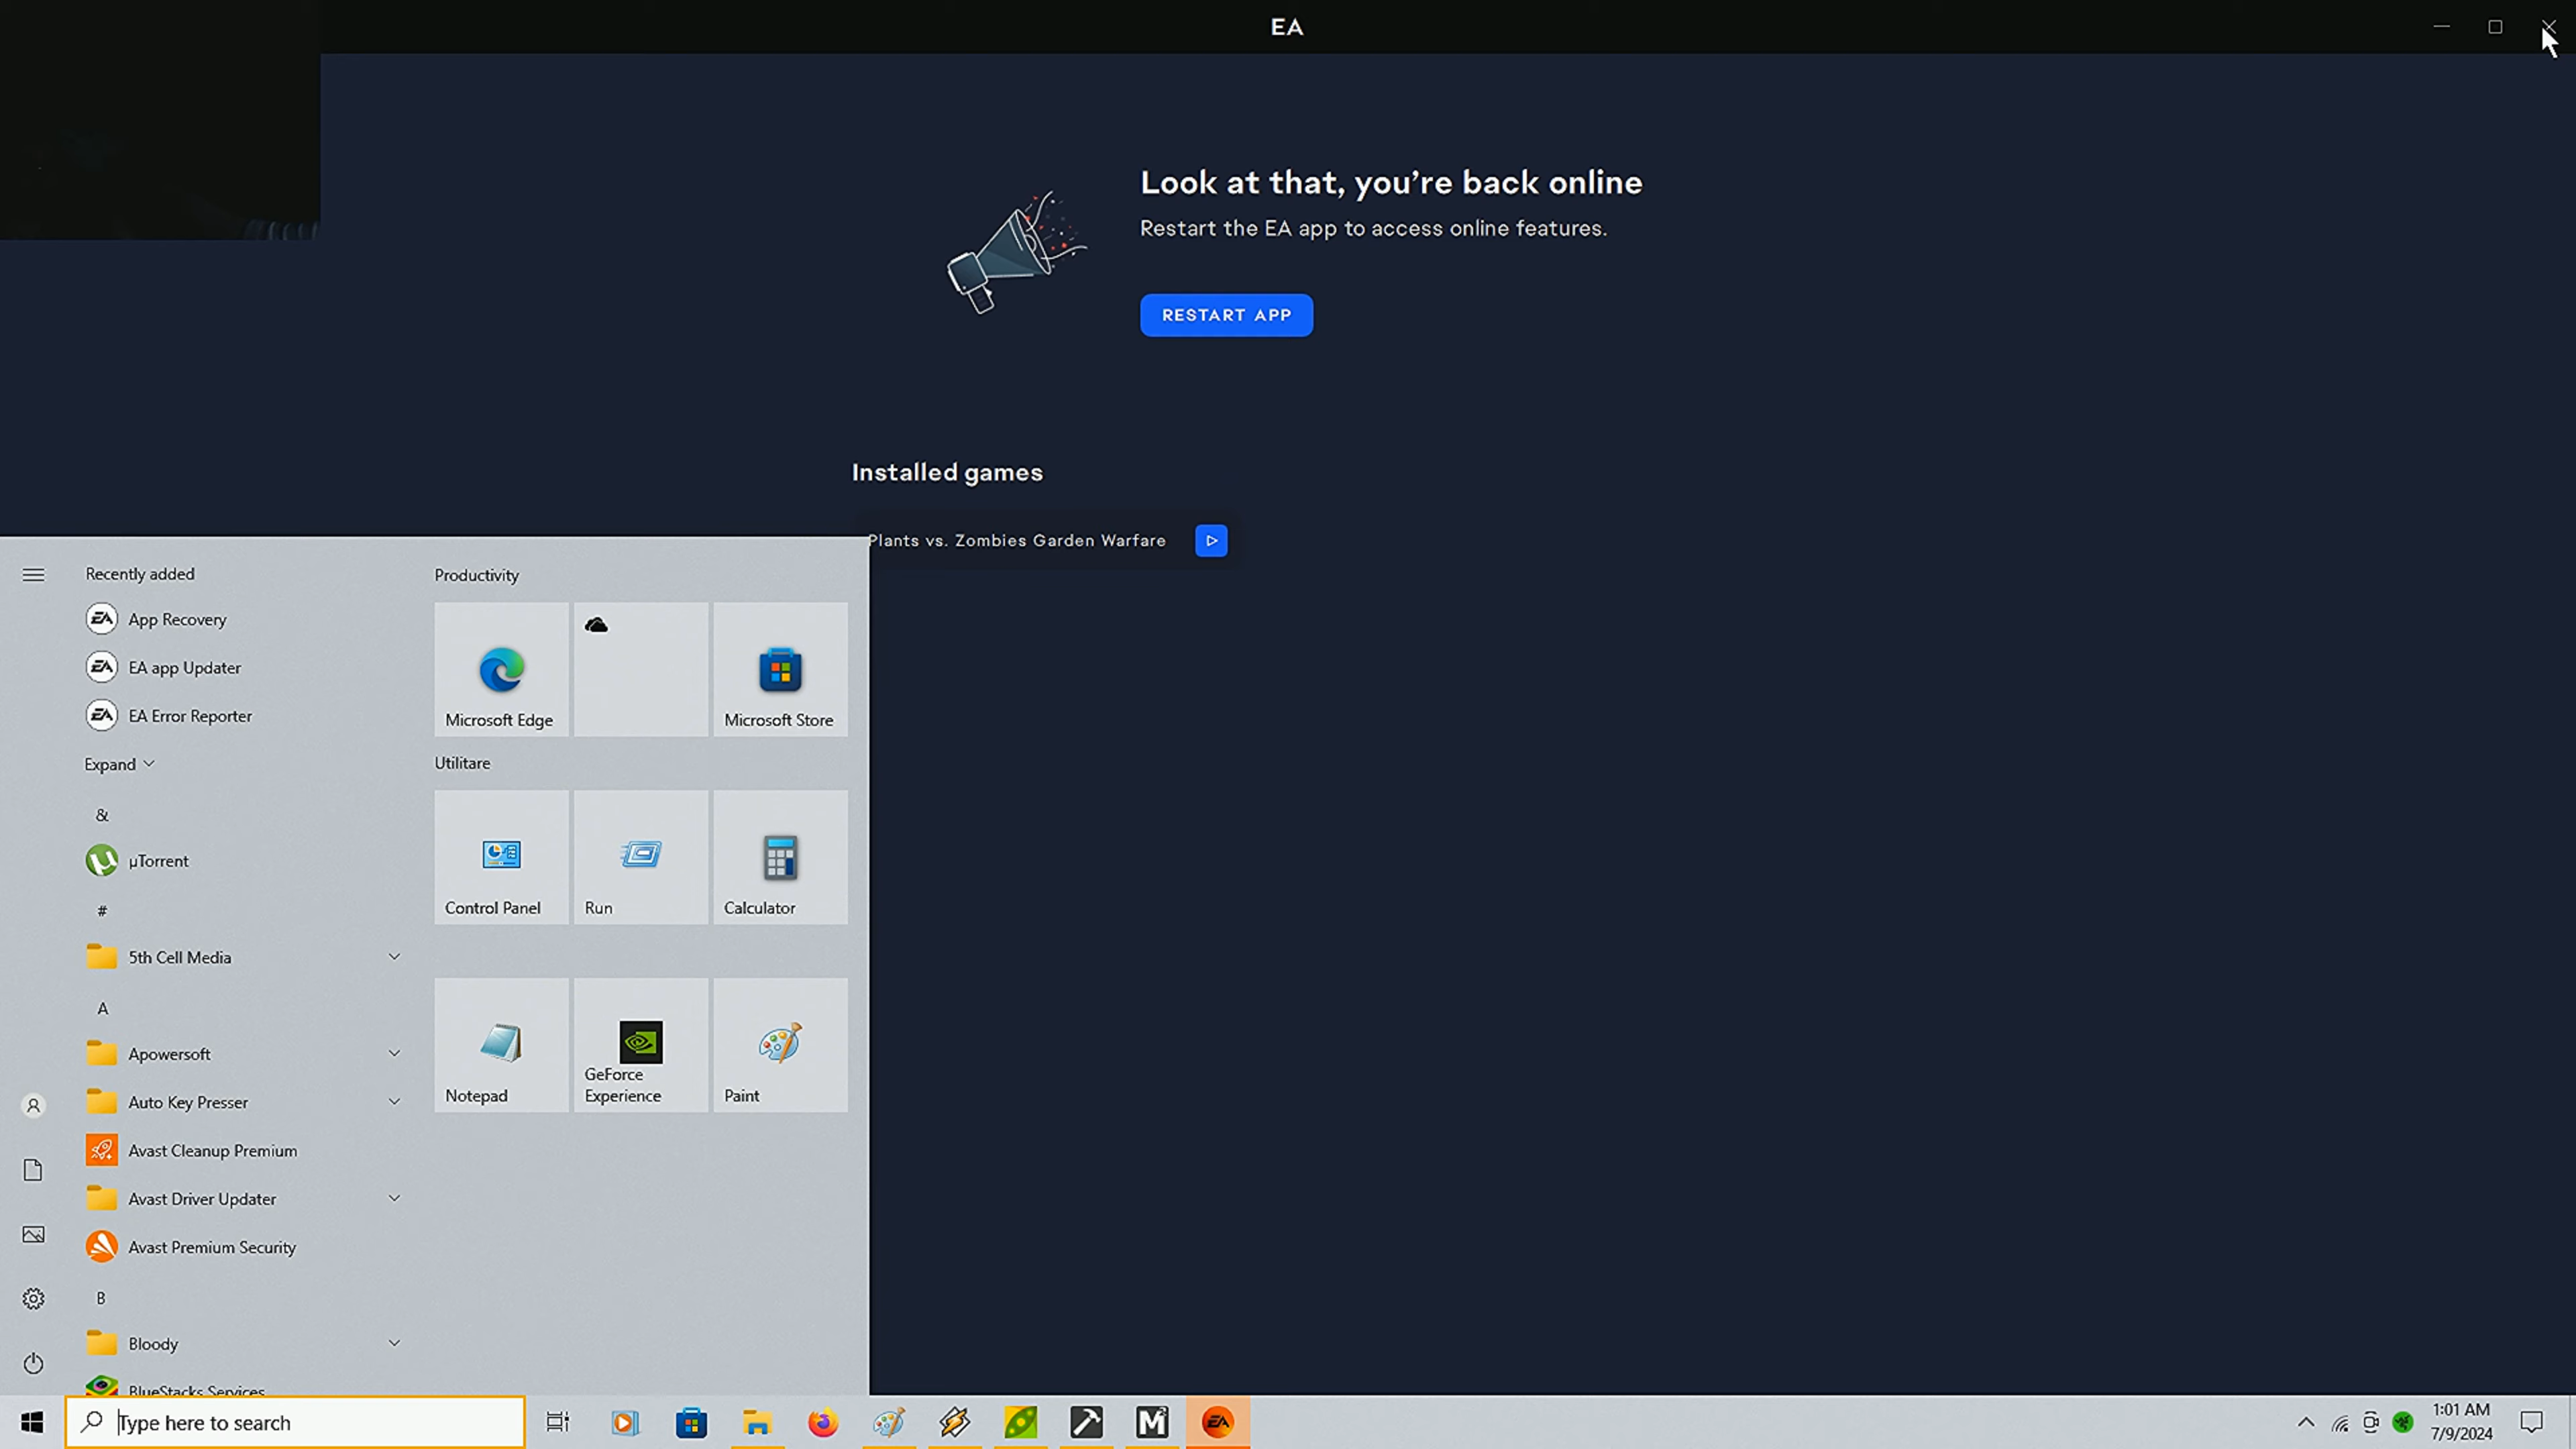 EA
Look at that, you're back online
Restart the EA app to access online features.
RESTART APP
Installed games
Plants vs. Zombies Garden Warfare
Recently added
App Recovery
EA app Updater
EA Error Reporter
Expand
&
µTorrent
#
5th Cell Media
A
Apowersoft
Auto Key Presser
Avast Cleanup Premium
Avast Driver Updater
Avast Premium Security
B
Bloody
BlueStacks Services
Productivity
Microsoft Edge
Microsoft Store
Utilitare
Control Panel
Run
Calculator
Notepad
GeForce
Experience
Paint
Type here to search
1:01 AM
7/9/2024